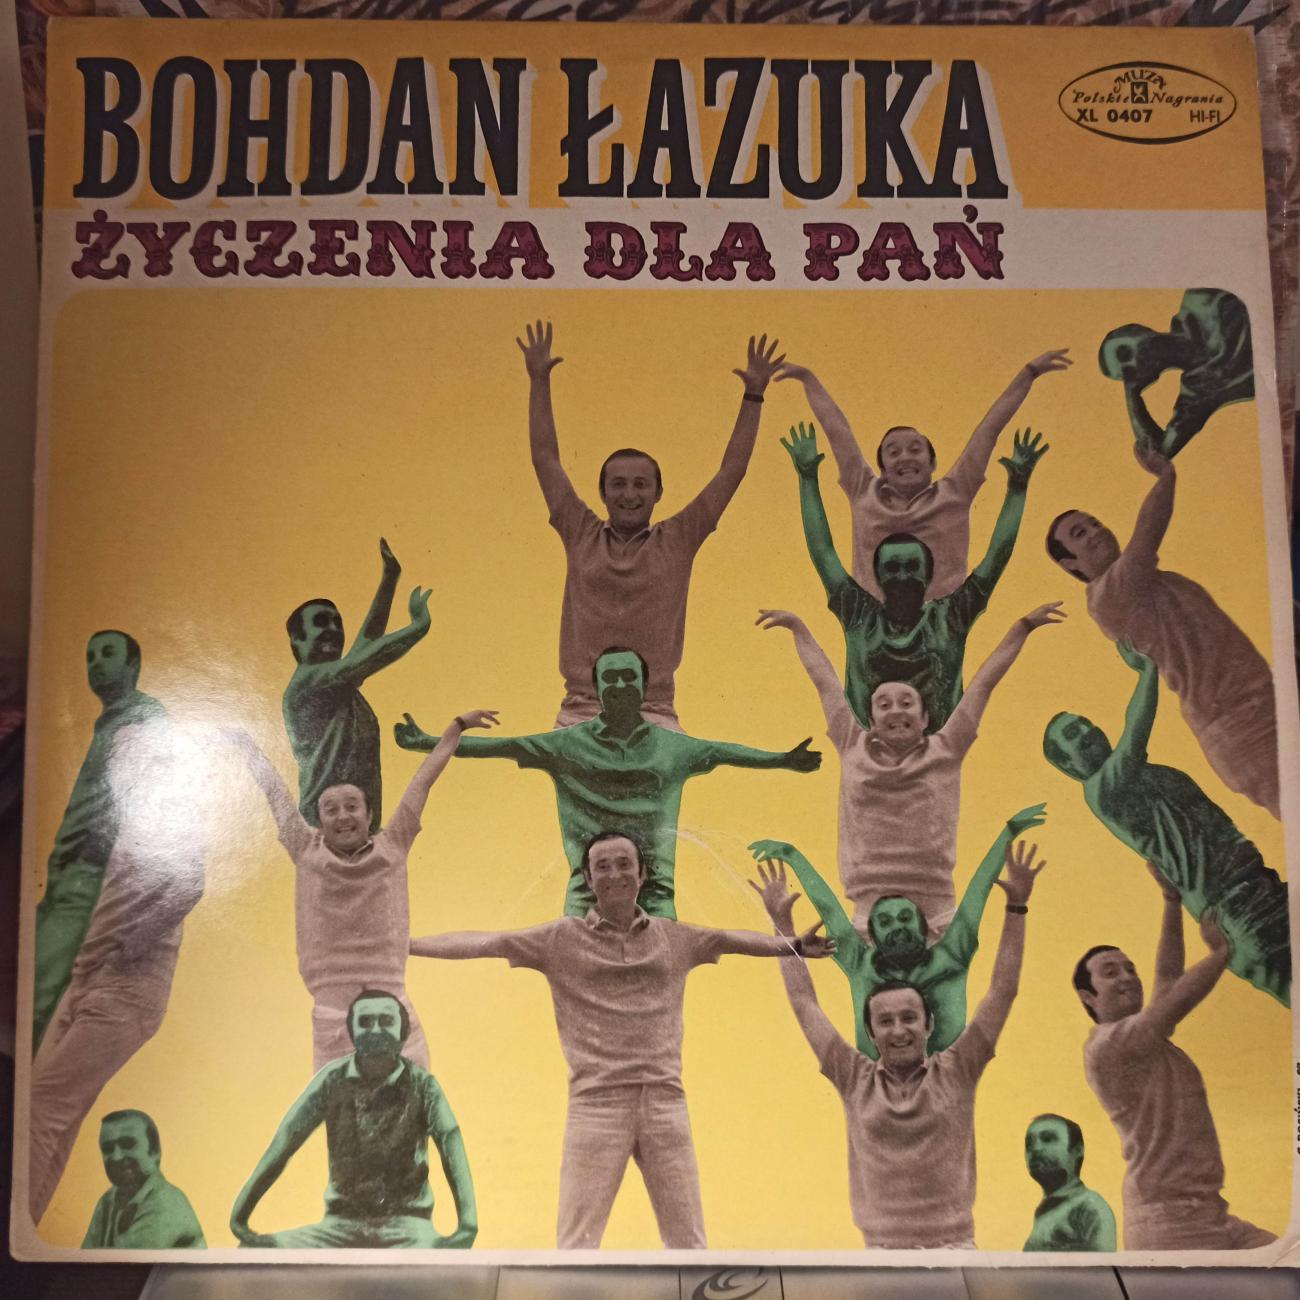 BOHDAN ŁAZUKA
MUZA
Polskie Nagrania
XL 0407 HI-FI
ŻYCZENIA DLA PAŃ